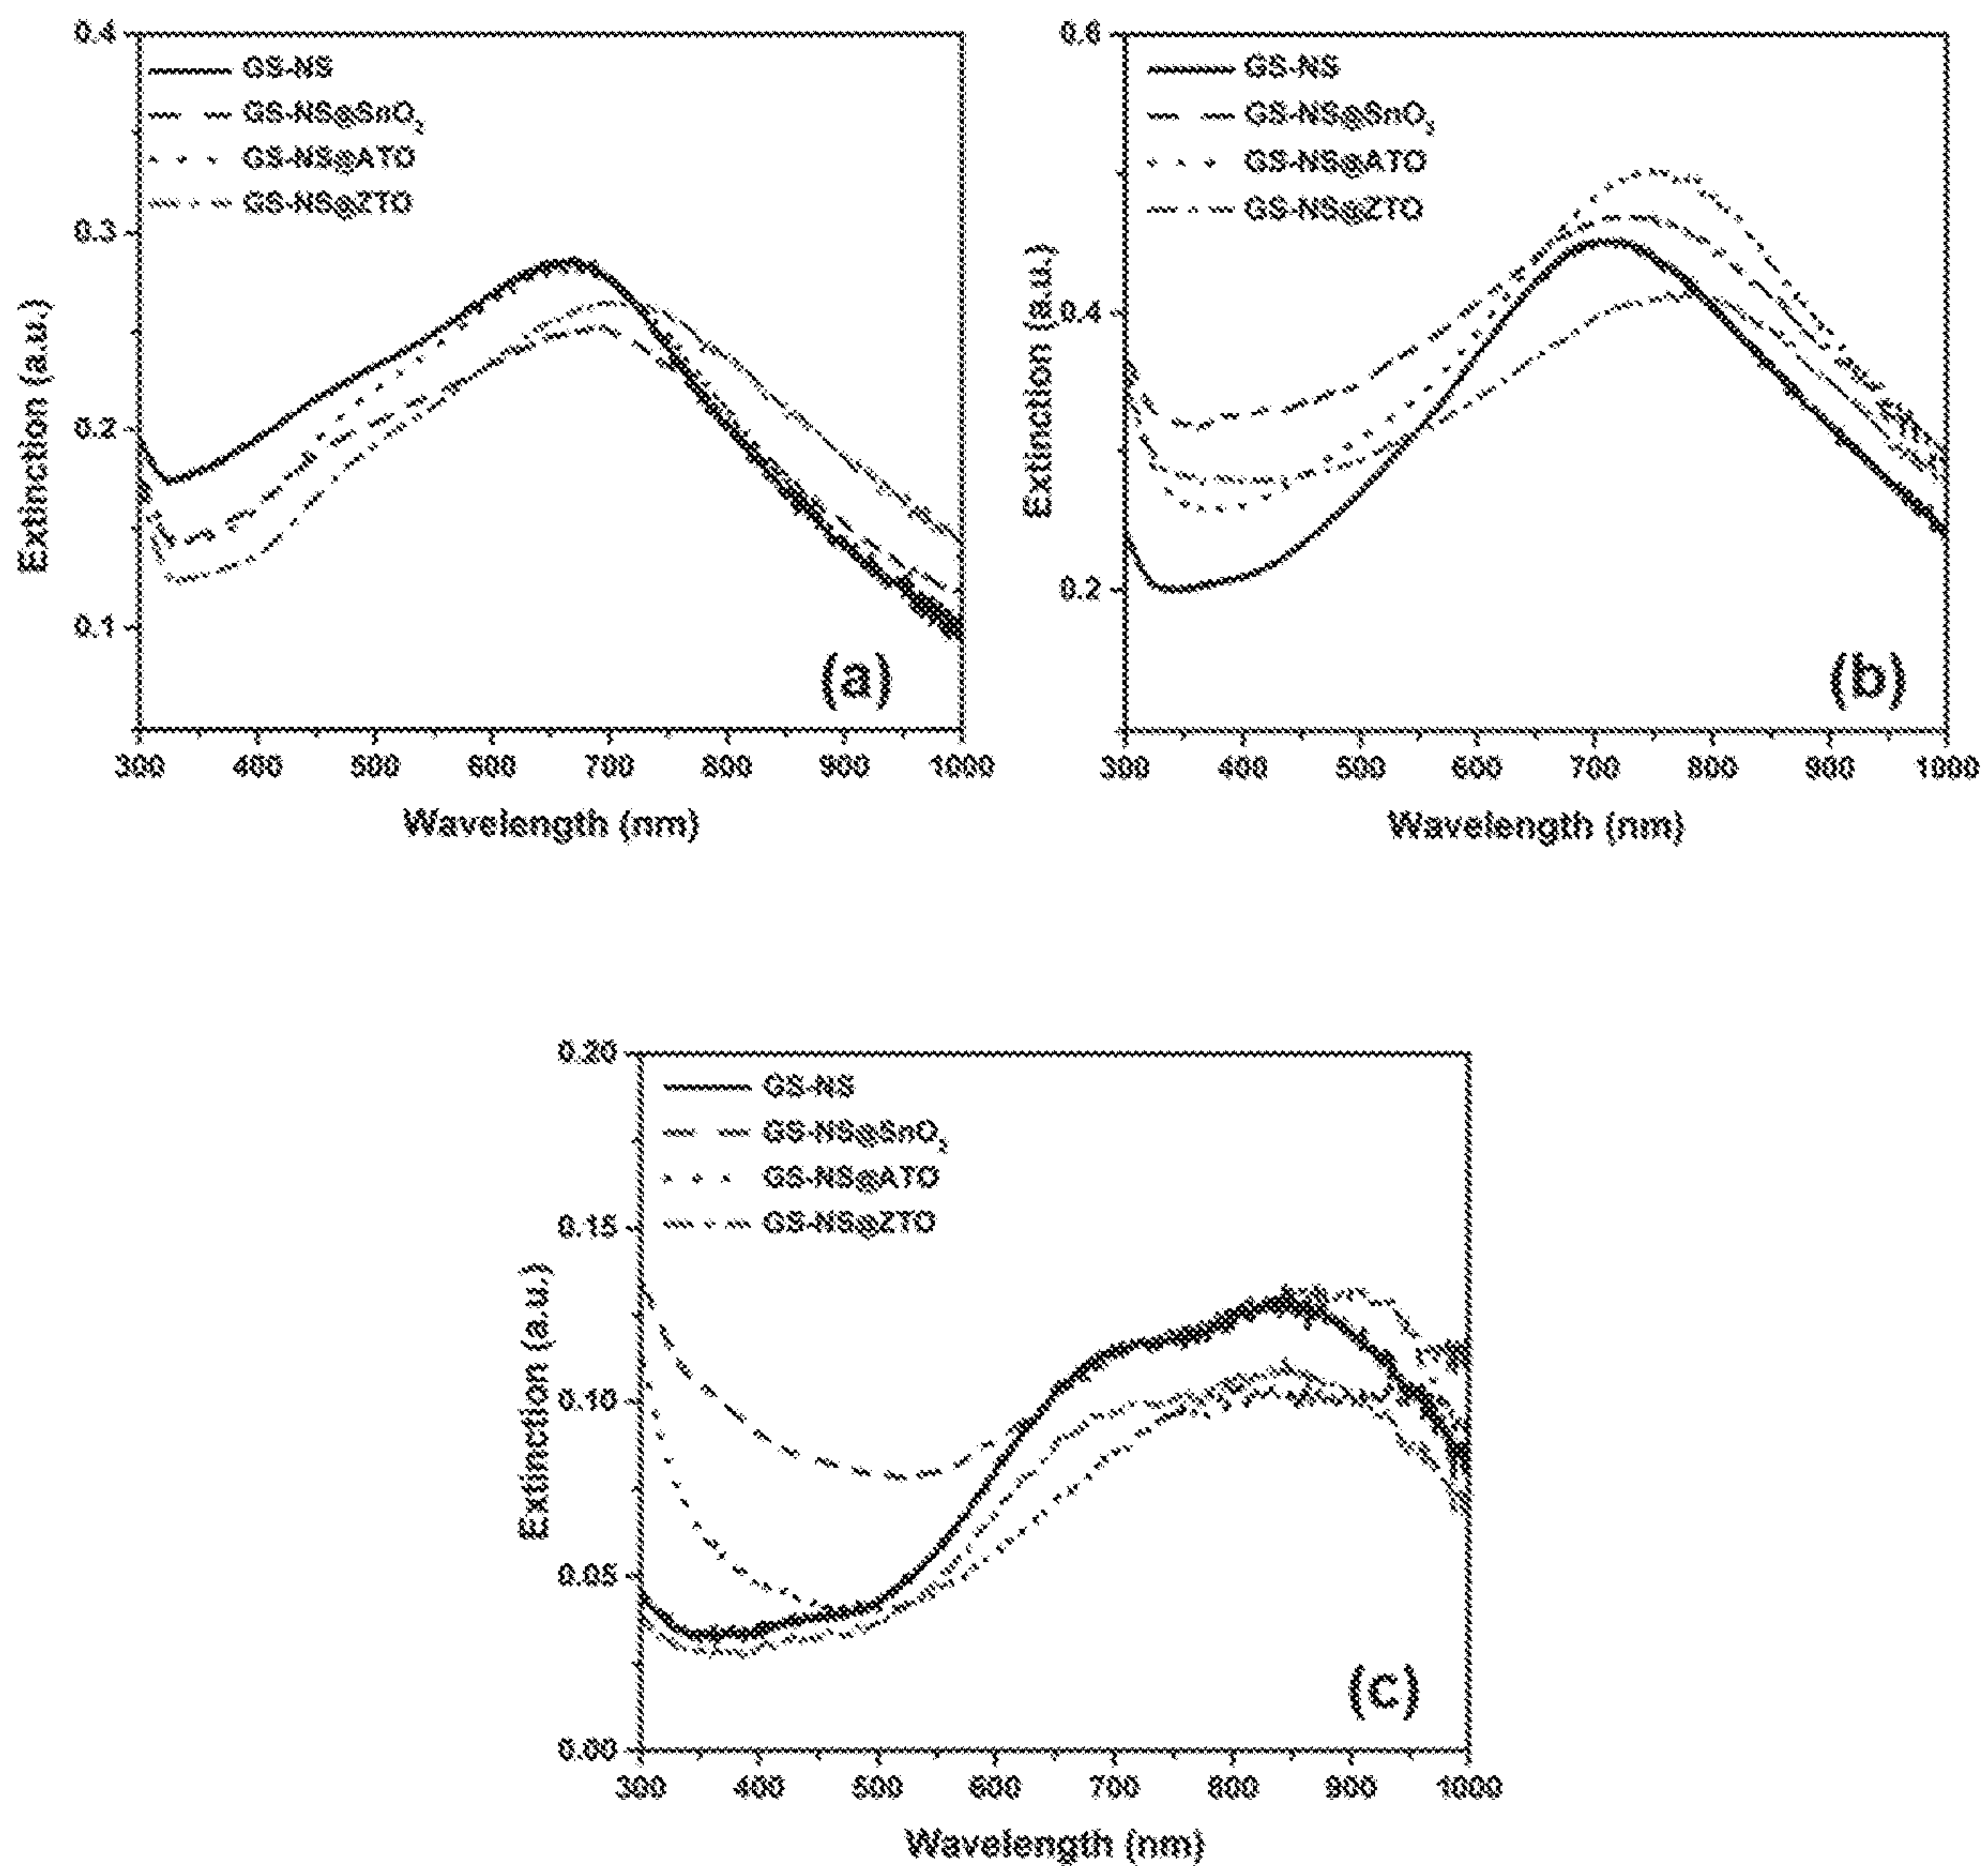 0.4
GS-NS
GS-NS@SnO₂
GS-NS@ATO
GS-NS@ZTO
0.3
0.2
0.1
Extinction (a.u.)
(a)
300 400 500 600 700 800 900 1000
Wavelength (nm)
0.6
GS-NS
GS-NS@SnO₂
GS-NS@ATO
GS-NS@ZTO
0.4
0.2
Extinction (a.u.)
(b)
300 400 500 600 700 800 900 1000
Wavelength (nm)
0.20
GS-NS
GS-NS@SnO₂
GS-NS@ATO
GS-NS@ZTO
0.15
0.10
0.05
0.00
Extinction (a.u.)
(c)
300 400 500 600 700 800 900 1000
Wavelength (nm)